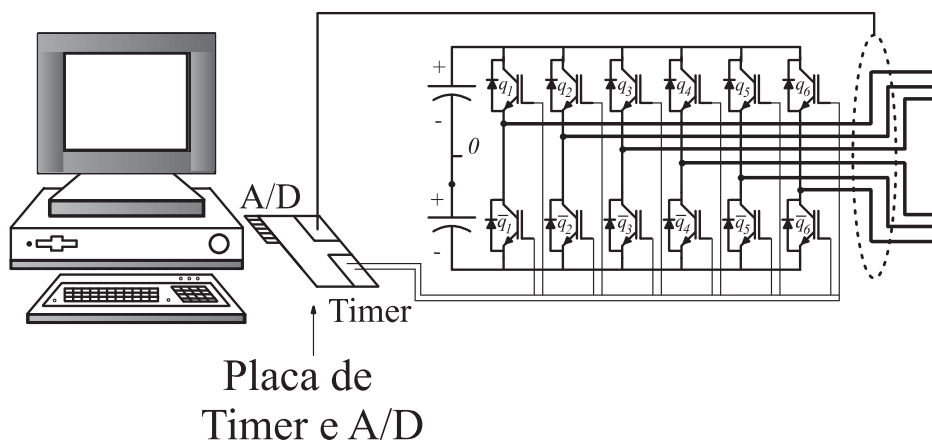 +
q1 q2 q3 q4 q5 q6
-
0
A/D
+
q̅1 q̅2 q̅3 q̅4 q̅5 q̅6
-
Timer
Placa de
Timer e A/D